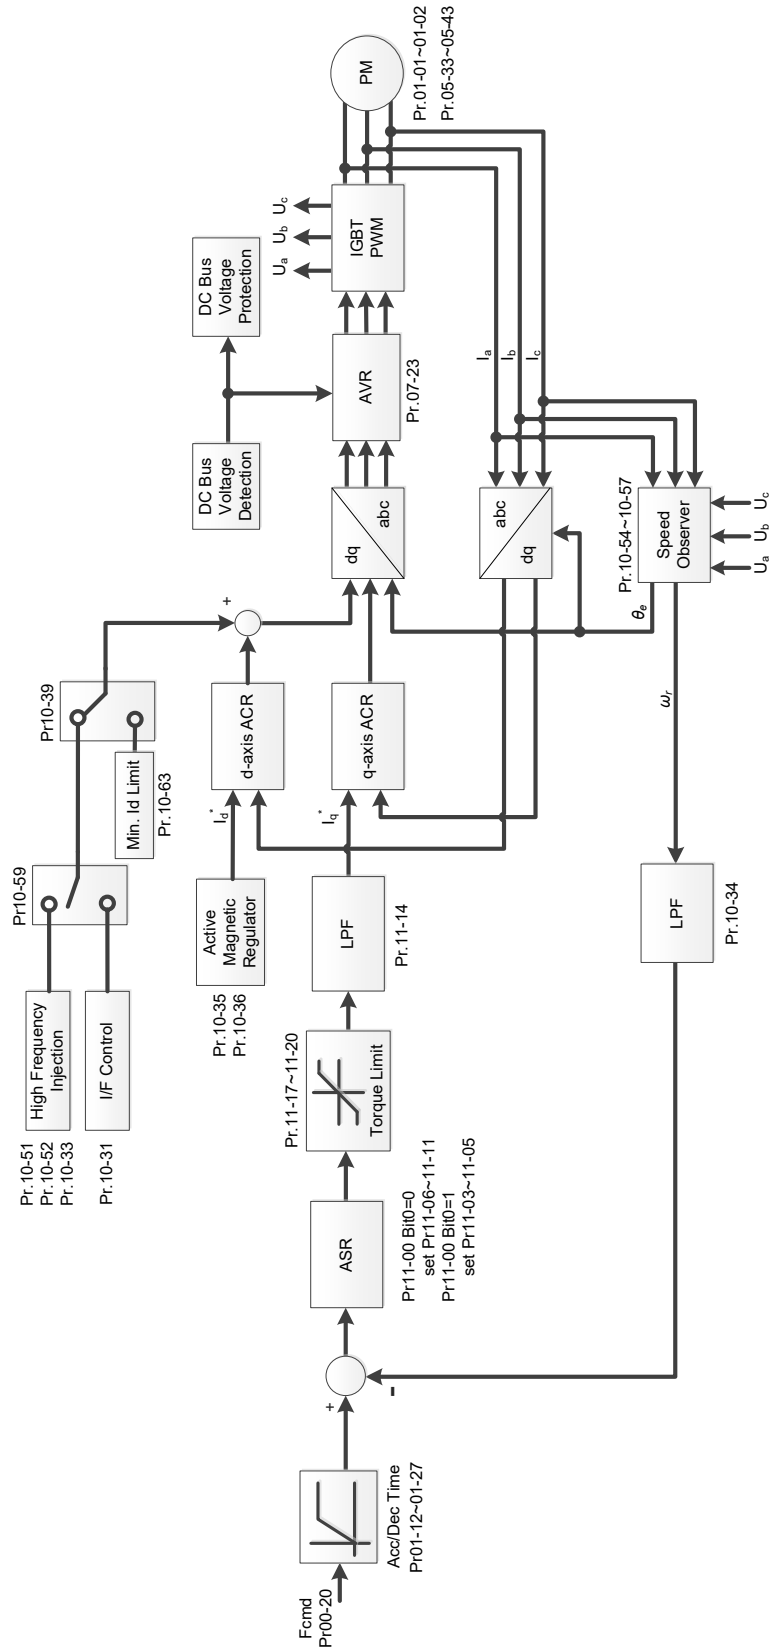 Fcmd
Pr00-20
Acc/Dec Time
Pr01-12~01-27
+
-
ASR
Pr11-00 Bit0=0
set Pr11-06~11-11
Pr11-00 Bit0=1
set Pr11-03~11-05
Pr.11-17~11-20
Torque Limit
LPF
Pr.11-14
Pr.10-51
Pr.10-52
Pr.10-33
High Frequency
Injection
Pr.10-31
I/F Control
Pr10-59
Min. Id Limit
Pr.10-63
Pr10-39
Pr.10-35
Pr.10-36
Active
Magnetic
Regulator
Id*
Iq*
d-axis ACR
q-axis ACR
+
dq
abc
DC Bus
Voltage
Detection
DC Bus
Voltage
Protection
AVR
Pr.07-23
Ua
Ub
Uc
IGBT
PWM
PM
Pr.01-01~01-02
Pr.05-33~05-43
Ia
Ib
Ic
abc
dq
Pr.10-54~10-57
Speed
Observer
Ua
Ub
Uc
θe
ωr
LPF
Pr.10-34